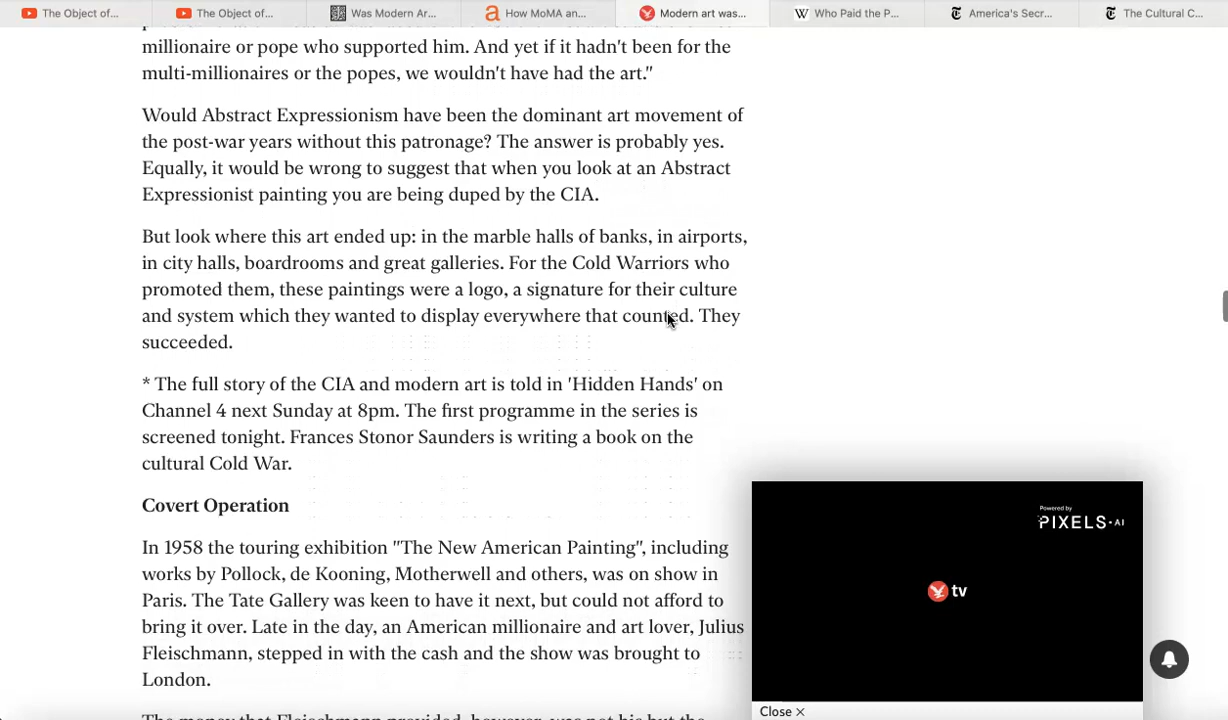 The Object of...
The Object of...
Was Modern Ar...
How MoMA an...
Modern art was...
Who Paid the P...
America's Secr...
The Cultural C...
millionaire or pope who supported him. And yet if it hadn't been for the
multi-millionaires or the popes, we wouldn't have had the art."
Would Abstract Expressionism have been the dominant art movement of
the post-war years without this patronage? The answer is probably yes.
Equally, it would be wrong to suggest that when you look at an Abstract
Expressionist painting you are being duped by the CIA.
But look where this art ended up: in the marble halls of banks, in airports,
in city halls, boardrooms and great galleries. For the Cold Warriors who
promoted them, these paintings were a logo, a signature for their culture
and system which they wanted to display everywhere that counted. They
succeeded.
* The full story of the CIA and modern art is told in 'Hidden Hands' on
Channel 4 next Sunday at 8pm. The first programme in the series is
screened tonight. Frances Stonor Saunders is writing a book on the
cultural Cold War.
Covert Operation
In 1958 the touring exhibition "The New American Painting", including
works by Pollock, de Kooning, Motherwell and others, was on show in
Paris. The Tate Gallery was keen to have it next, but could not afford to
bring it over. Late in the day, an American millionaire and art lover, Julius
Fleischmann, stepped in with the cash and the show was brought to
London.
The money that Fleischmann provided, however, was not his but the
Powered by
PIXELS·AI
tv
Close ×